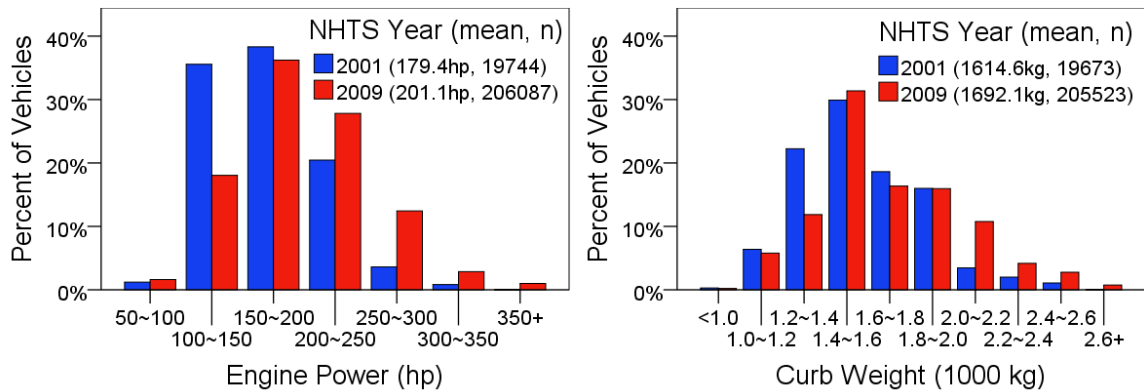 NHTS Year (mean, n)
2001 (179.4hp, 19744)
2009 (201.1hp, 206087)
Percent of Vehicles
40%
30%
20%
10%
0%
50~100
100~150
150~200
200~250
250~300
300~350
350+
Engine Power (hp)
NHTS Year (mean, n)
2001 (1614.6kg, 19673)
2009 (1692.1kg, 205523)
Percent of Vehicles
40%
30%
20%
10%
0%
<1.0
1.0~1.2
1.2~1.4
1.4~1.6
1.6~1.8
1.8~2.0
2.0~2.2
2.2~2.4
2.4~2.6
2.6+
Curb Weight (1000 kg)